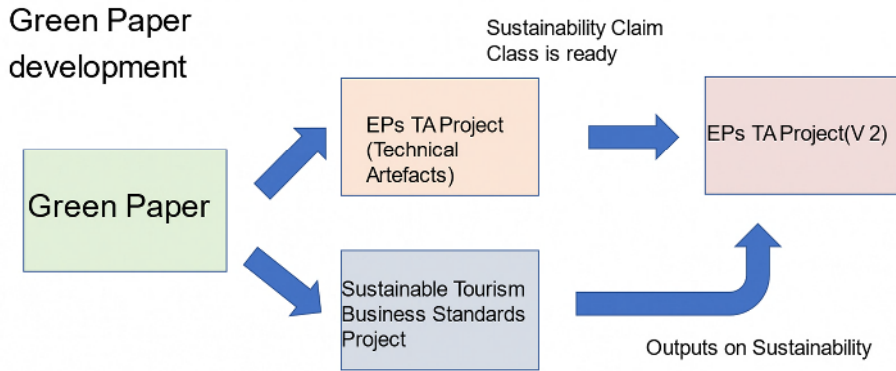 Green Paper
development
Sustainability Claim
Class is ready
EPs TA Project
(Technical
Artefacts)
EPs TA Project(V 2)
Green Paper
Sustainable Tourism
Business Standards
Project
Outputs on Sustainability